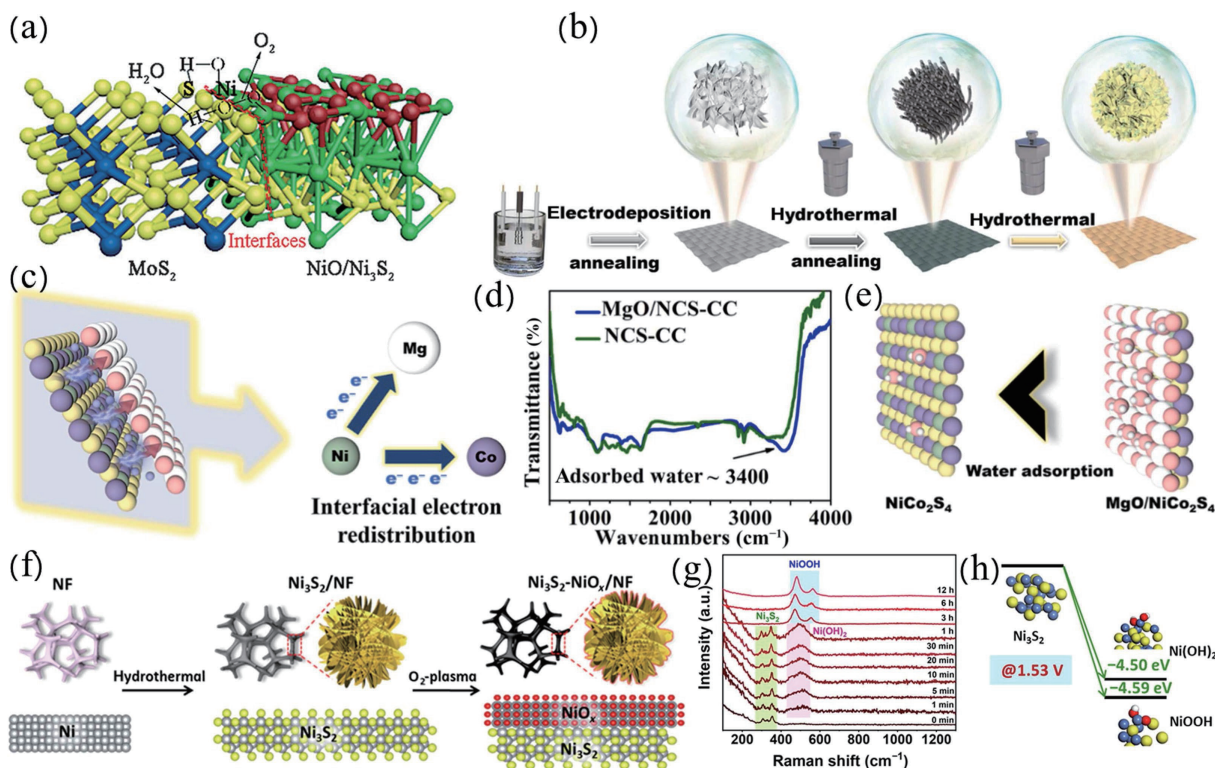 (a)
O₂
H–O
H₂O
S
Ni
H–O
Interfaces
MoS₂
NiO/Ni₃S₂
(b)
Electrodeposition
annealing
Hydrothermal
annealing
Hydrothermal
(c)
Mg
e⁻
e⁻
e⁻
Ni
Co
e⁻ e⁻ e⁻
Interfacial electron
redistribution
(d)
MgO/NCS-CC
NCS-CC
Transmittance (%)
Adsorbed water ~ 3400
1000 2000 3000 4000
Wavenumbers (cm⁻¹)
(e)
Water adsorption
NiCo₂S₄
MgO/NiCo₂S₄
(f)
NF
Ni₃S₂/NF
Ni₃S₂-NiOₓ/NF
Hydrothermal
O₂-plasma
Ni
Ni₃S₂
NiOₓ
Ni₃S₂
(g)
Intensity (a.u.)
NiOOH
Ni₃S₂
Ni(OH)₂
12 h
6 h
3 h
1 h
30 min
20 min
10 min
5 min
1 min
0 min
200 400 600 800 1000 1200
Raman shift (cm⁻¹)
(h)
Ni₃S₂
@1.53 V
Ni(OH)₂
−4.50 eV
−4.59 eV
NiOOH